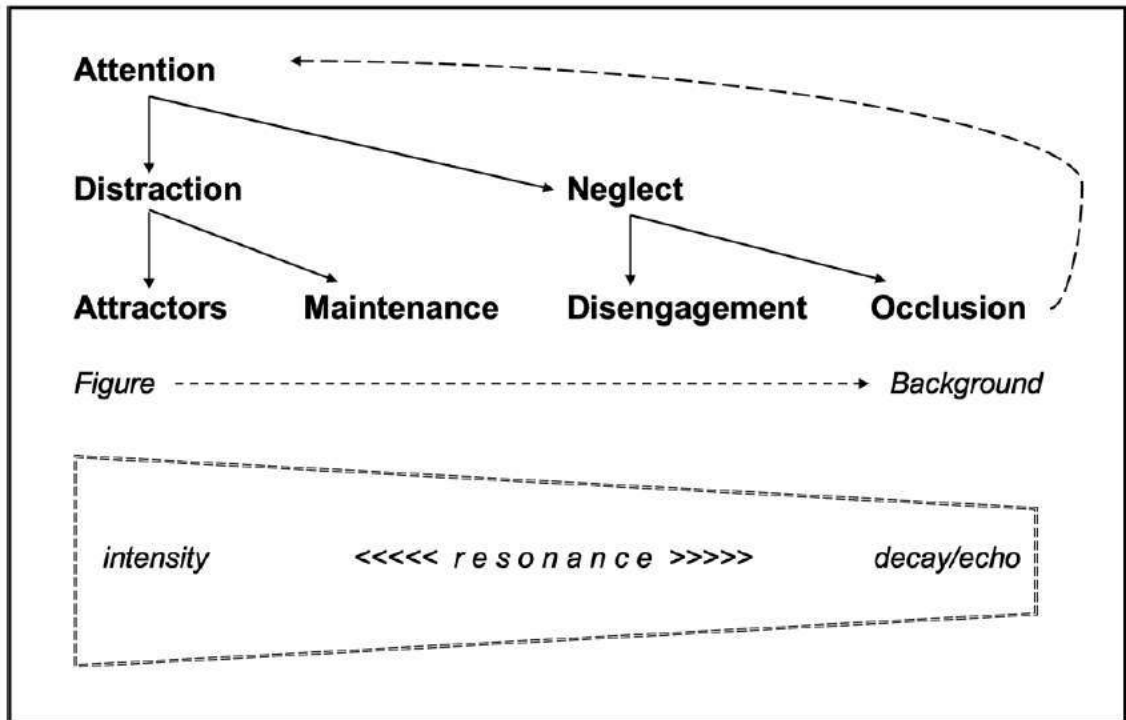 Attention
Distraction Neglect
Attractors Maintenance Disengagement Occlusion
Figure Background
intensity <<<<< r e s o n a n c e >>>>> decay/echo